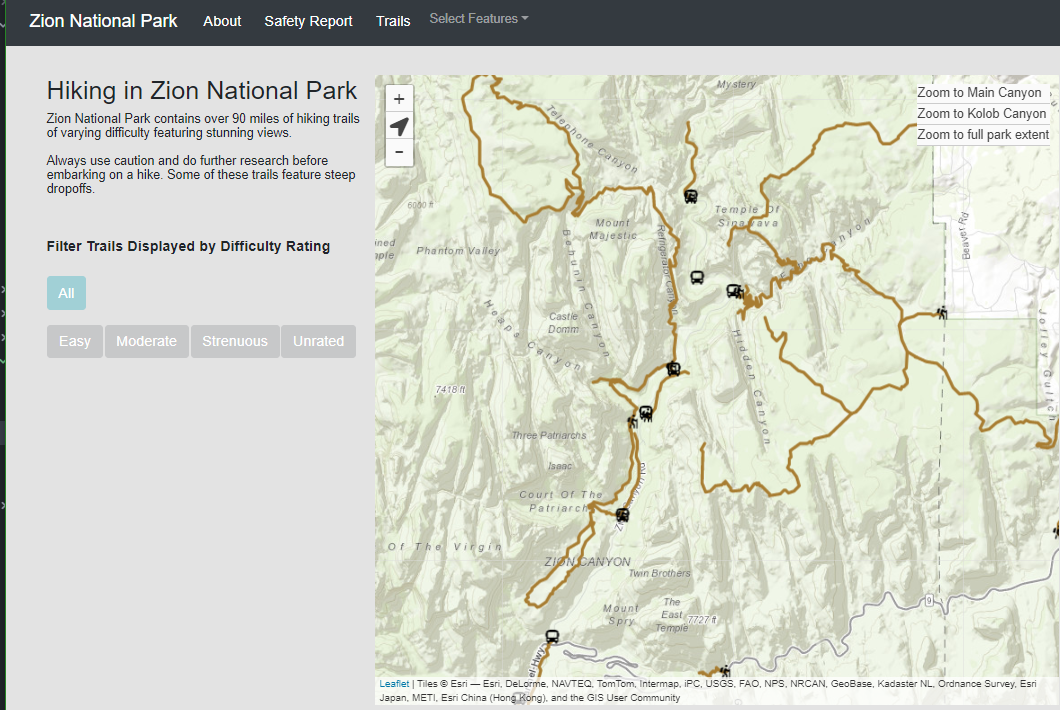 Zion National Park About Safety Report Trails Select Features
Hiking in Zion National Park
Zion National Park contains over 90 miles of hiking trails
of varying difficulty featuring stunning views.
Always use caution and do further research before
embarking on a hike. Some of these trails feature steep
dropoffs.
Filter Trails Displayed by Difficulty Rating
All
Easy Moderate Strenuous Unrated
+
-
Zoom to Main Canyon
Zoom to Kolob Canyon
Zoom to full park extent
Mystery
Telephone Canyon
6000 ft
Temple Of
Sinawava
Mount
Majestic
Phantom Valley
Behunin Canyon
Refrigerator Canyon
Echo Canyon
Beaver Rd
Heaps Canyon
Castle
Domm
Hidden Canyon
Jolley Gultch
7418 ft
Three Patriarchs
Isaac
Court Of The
Patriarch
Of The Virgin
ZION CANYON
Twin Brothers
9
Mount
Spry
The
East
Temple
7727 ft
Leaflet | Tiles © Esri — Esri, DeLorme, NAVTEQ, TomTom, Intermap, iPC, USGS, FAO, NPS, NRCAN, GeoBase, Kadaster NL, Ordnance Survey, Esri
Japan, METI, Esri China (Hong Kong), and the GIS User Community